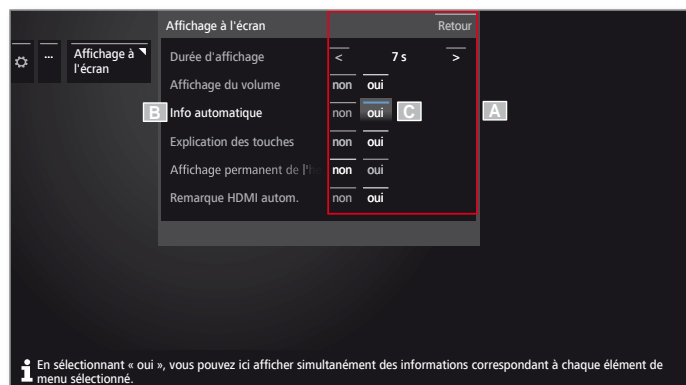 Affichage à l'écran Retour
... Affichage à
l'écran
Durée d'affichage < 7 s >
Affichage du volume non oui
B Info automatique non oui C A
Explication des touches non oui
Affichage permanent de l'h non oui
Remarque HDMI autom. non oui
En sélectionnant « oui », vous pouvez ici afficher simultanément des informations correspondant à chaque élément de
menu sélectionné.